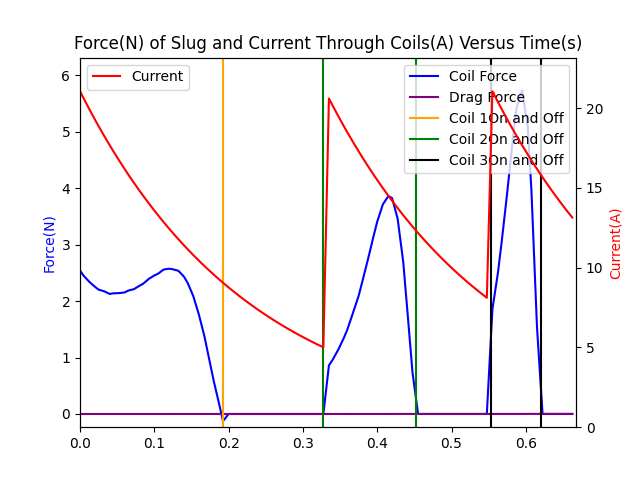 Force(N) of Slug and Current Through Coils(A) Versus Time(s)
Current
Coil Force
Drag Force
Coil 1On and Off
Coil 2On and Off
Coil 3On and Off
Force(N)
Current(A)
6
5
4
3
2
1
0
20
15
10
5
0
0.0 0.1 0.2 0.3 0.4 0.5 0.6